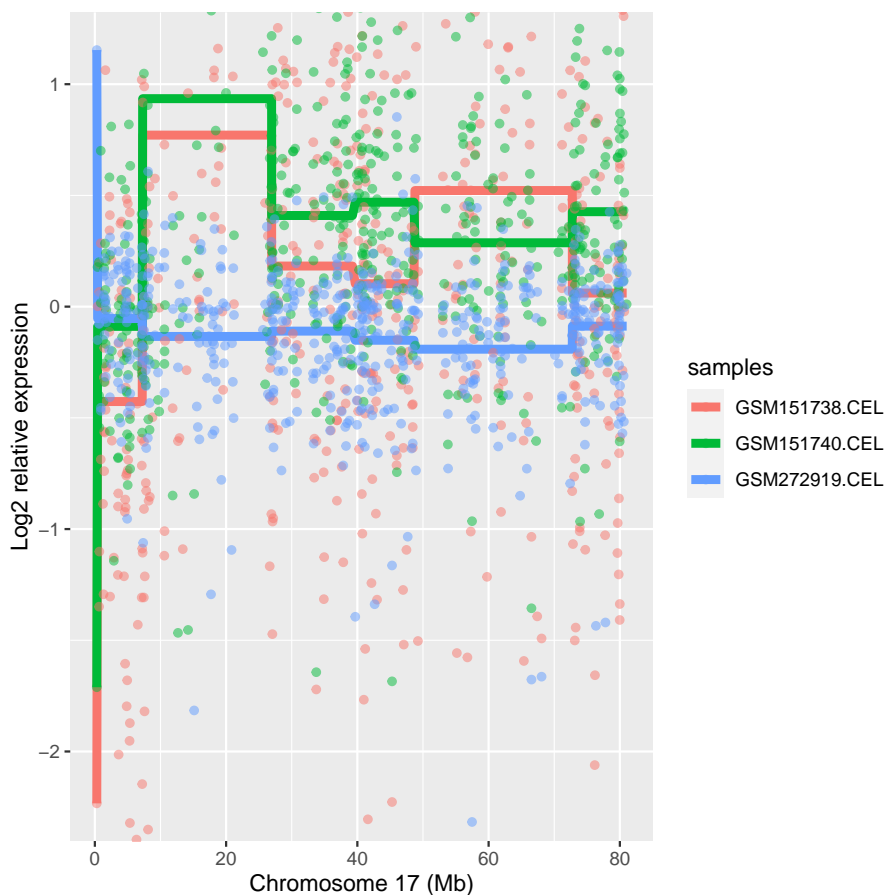 1
0
−1
−2
Log2 relative expression
0
20
40
60
80
Chromosome 17 (Mb)
samples
GSM151738.CEL
GSM151740.CEL
GSM272919.CEL